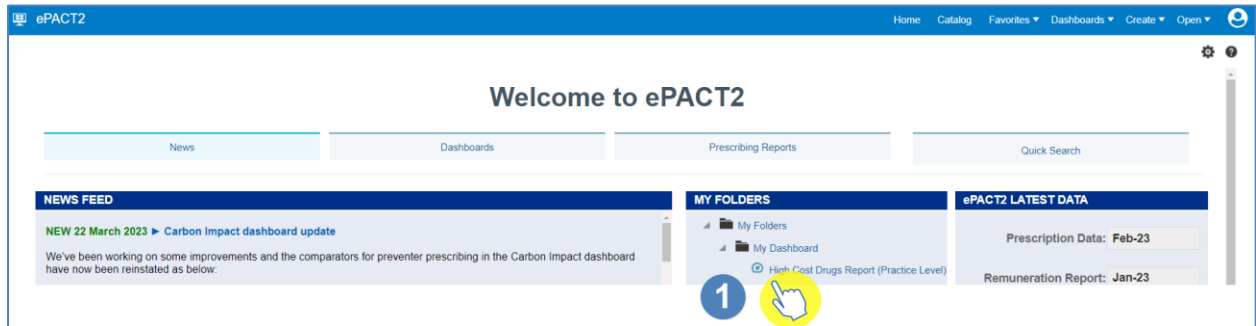 ePACT2
Home Catalog Favorites Dashboards Create Open
Welcome to ePACT2
News Dashboards Prescribing Reports Quick Search
NEWS FEED
NEW 22 March 2023 ► Carbon Impact dashboard update
We've been working on some improvements and the comparators for preventer prescribing in the Carbon Impact dashboard
have now been reinstated as below:
MY FOLDERS
My Folders
My Dashboard
High Cost Drugs Report (Practice Level)
1
ePACT2 LATEST DATA
Prescription Data: Feb-23
Remuneration Report: Jan-23